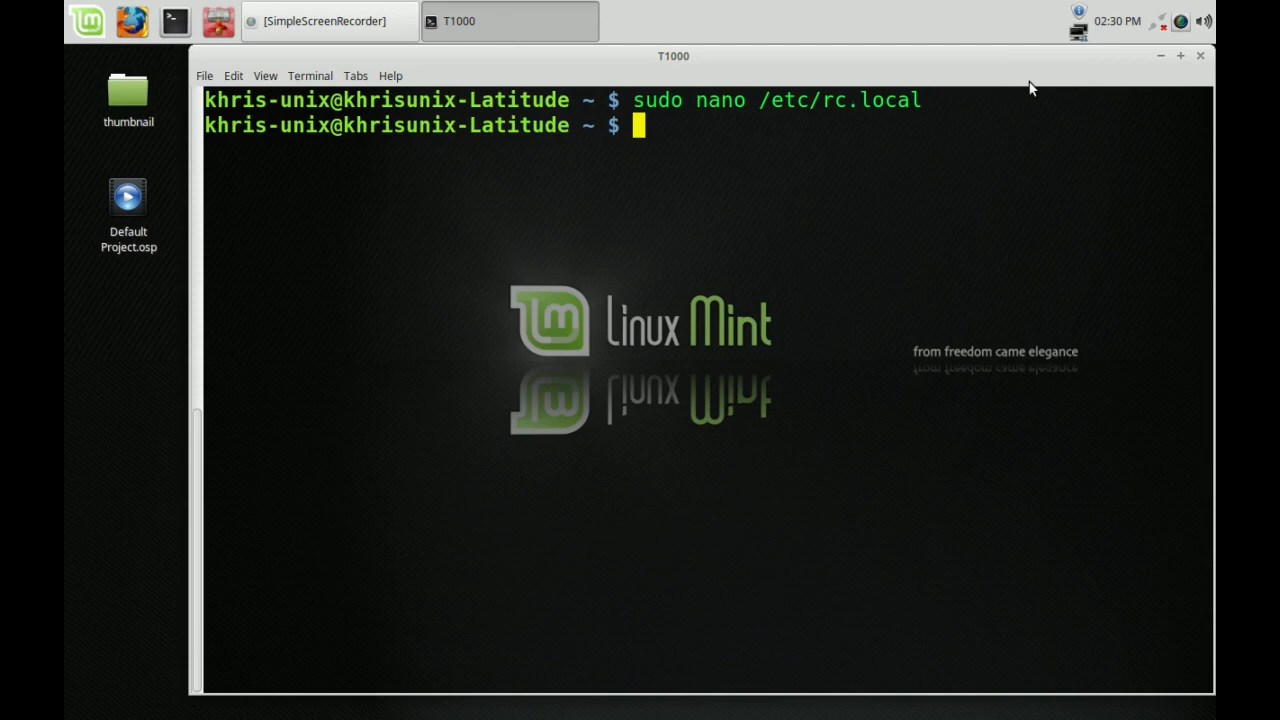 [SimpleScreenRecorder]
T1000
02:30 PM
T1000
File Edit View Terminal Tabs Help
khris-unix@khrisunix-Latitude ~ $ sudo nano /etc/rc.local
khris-unix@khrisunix-Latitude ~ $
thumbnail
Default
Project.osp
Linux Mint
from freedom came elegance